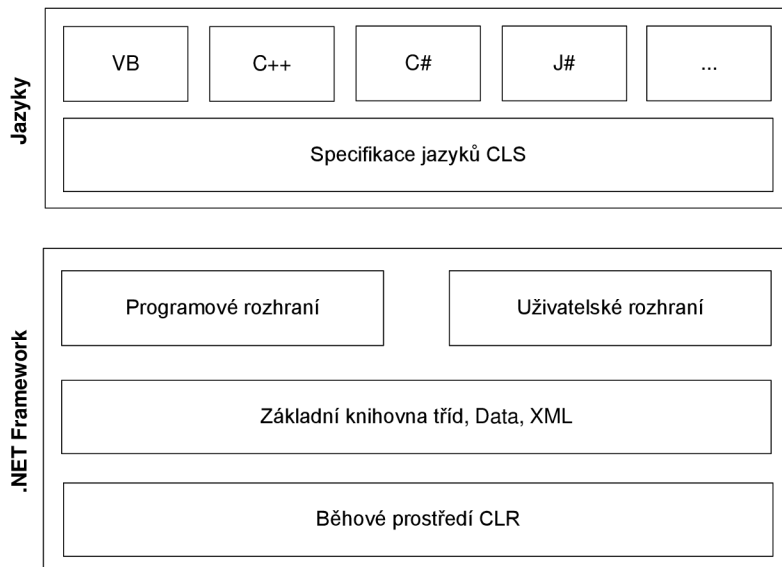 Jazyky
VB
C++
C#
J#
...
Specifikace jazyků CLS
.NET Framework
Programové rozhraní
Uživatelské rozhraní
Základní knihovna tříd, Data, XML
Běhové prostředí CLR